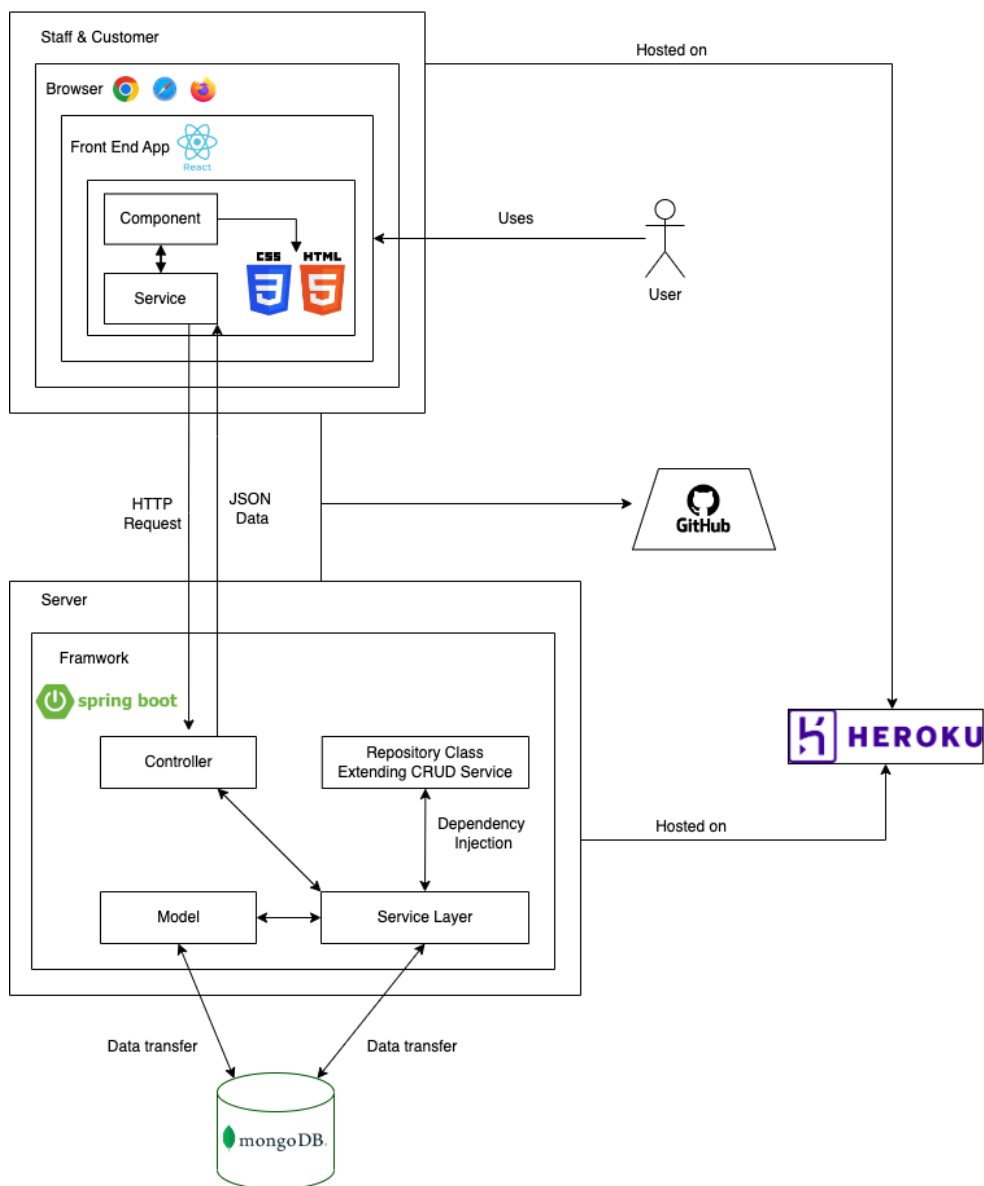 Staff & Customer
Hosted on
Browser
Front End App
React
Component
CSS
HTML
Service
Uses
User
HTTP
Request
JSON
Data
GitHub
Server
Framwork
spring boot
Controller
Repository Class
Extending CRUD Service
HEROKU
Dependency
Injection
Hosted on
Model
Service Layer
Data transfer
Data transfer
mongoDB.